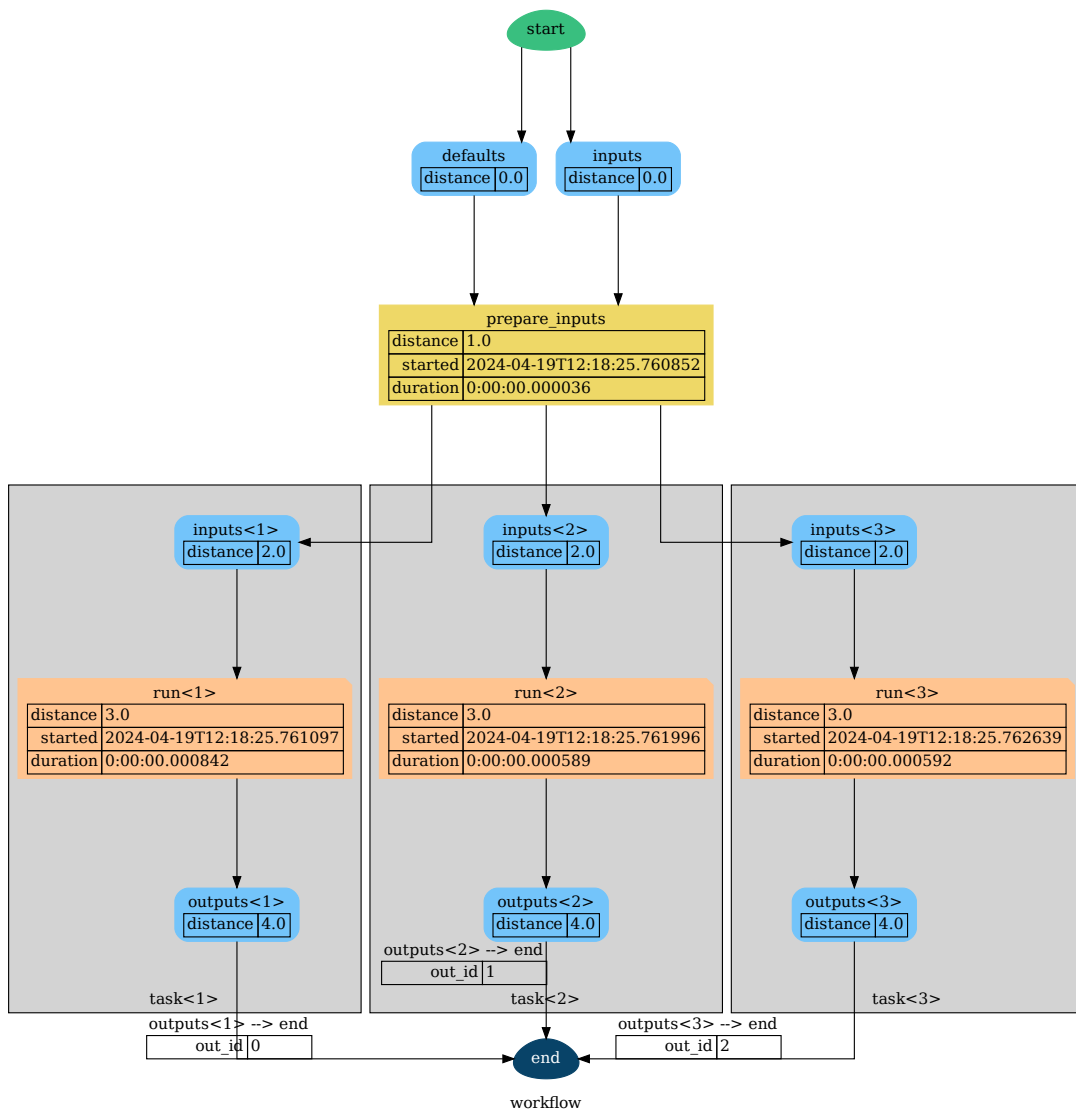 start
defaults
distance 0.0
inputs
distance 0.0
prepare_inputs
distance 1.0
started 2024-04-19T12:18:25.760852
duration 0:00:00.000036
inputs<1>
distance 2.0
inputs<2>
distance 2.0
inputs<3>
distance 2.0
run<1>
distance 3.0
started 2024-04-19T12:18:25.761097
duration 0:00:00.000842
run<2>
distance 3.0
started 2024-04-19T12:18:25.761996
duration 0:00:00.000589
run<3>
distance 3.0
started 2024-04-19T12:18:25.762639
duration 0:00:00.000592
outputs<1>
distance 4.0
outputs<2>
distance 4.0
outputs<3>
distance 4.0
outputs<2> --> end
out_id 1
task<1>
task<2>
task<3>
outputs<1> --> end
out_id 0
outputs<3> --> end
out_id 2
end
workflow